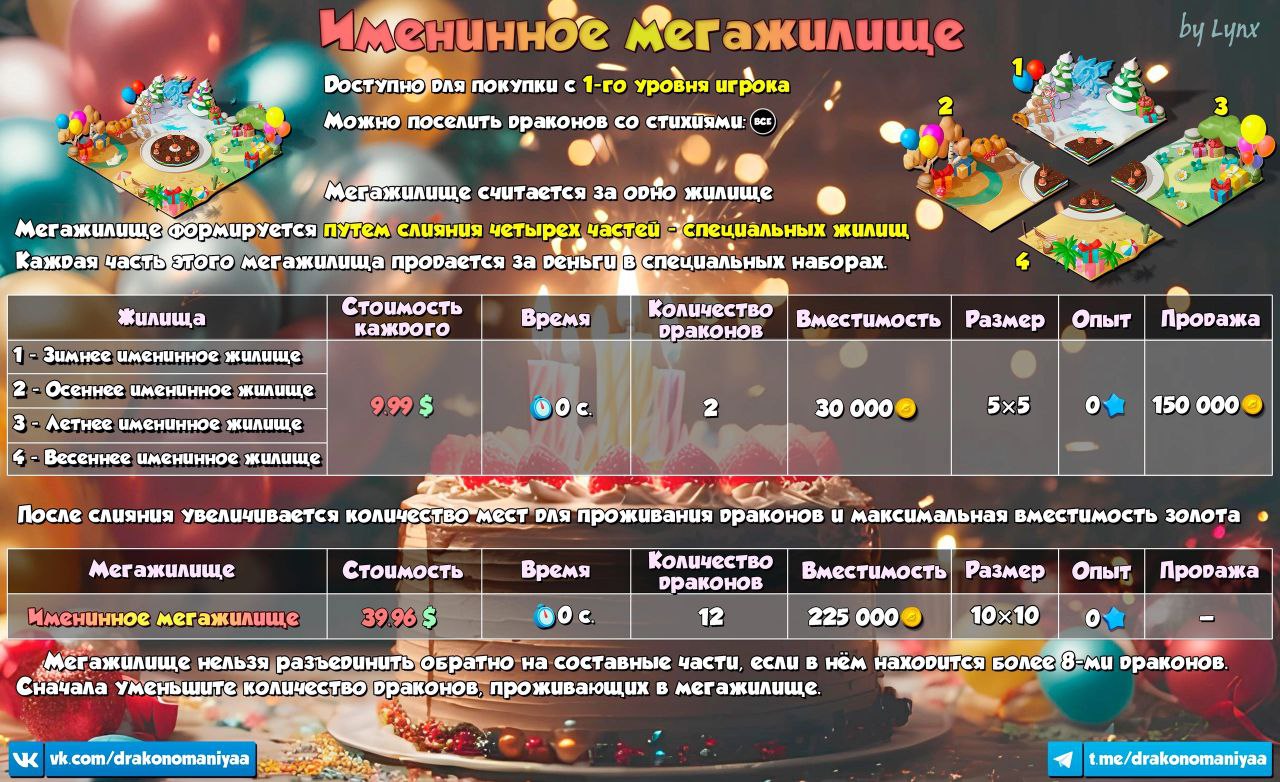 Именинное мегажилище
by Lynx
Доступно для покупки с 1-го уровня игрока
Можно поселить драконов со стихиями: ВСЕ
Мегажилище считается за одно жилище
Мегажилище формируется путем слияния четырех частей - специальных жилищ
Каждая часть этого мегажилища продается за деньги в специальных наборах.
1
2
3
4
Жилища
Стоимость каждого
Время
Количество драконов
Вместимость
Размер
Опыт
Продажа
1 - Зимнее именинное жилище
2 - Осеннее именинное жилище
3 - Летнее именинное жилище
4 - Весеннее именинное жилище
9.99 $
0 с.
2
30 000
5×5
0
150 000
После слияния увеличивается количество мест для проживания драконов и максимальная вместимость золота
Мегажилище
Стоимость
Время
Количество драконов
Вместимость
Размер
Опыт
Продажа
Именинное мегажилище
39.96 $
0 с.
12
225 000
10×10
0
–
Мегажилище нельзя разъединить обратно на составные части, если в нём находится более 8-ми драконов.
Сначала уменьшите количество драконов, проживающих в мегажилище.
vk.com/drakonomaniyaa
t.me/drakonomaniyaa